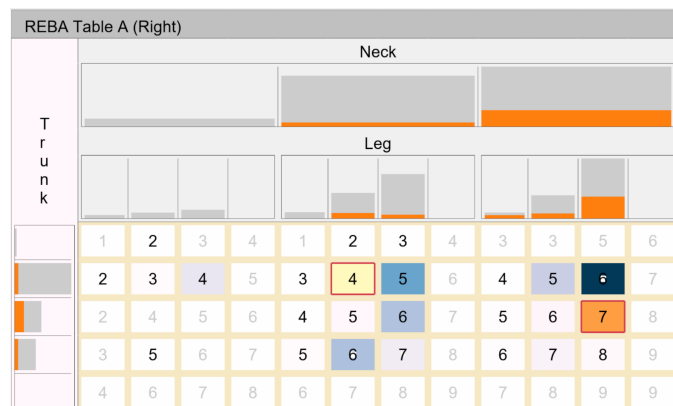 REBA Table A (Right)
Neck
T
r
u
n
k
Leg
1 2 3 4 1 2 3 4 3 3 5 6
2 3 4 5 3 4 5 6 4 5 6 7
2 4 5 6 4 5 6 7 5 6 7 8
3 5 6 7 5 6 7 8 6 7 8 9
4 6 7 8 6 7 8 9 7 8 9 9